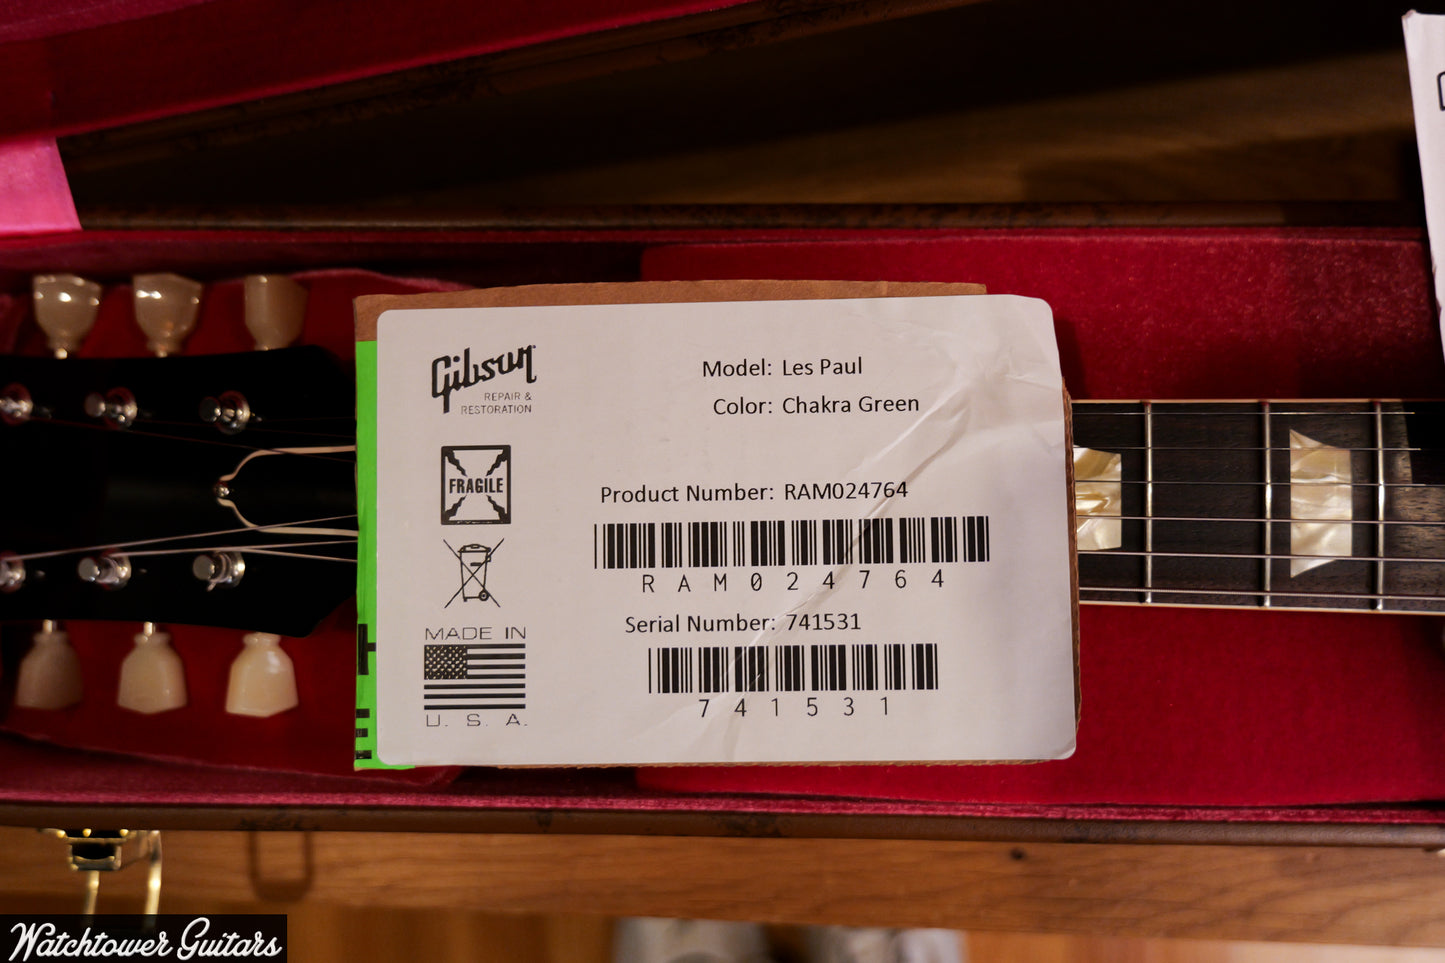 Gibson
REPAIR &
RESTORATION
FRAGILE
MADE IN
U. S. A.
Model: Les Paul
Color: Chakra Green
Product Number: RAM024764
RAM024764
Serial Number: 741531
741531
Watchtower Guitars